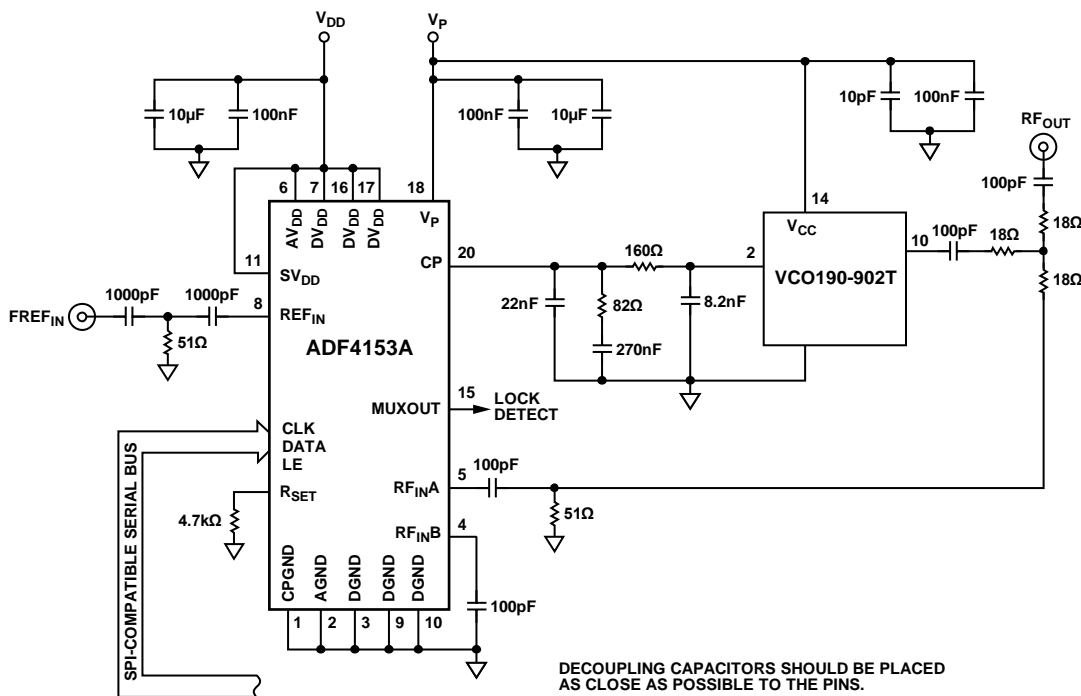 VDD
VP
10µF
100nF
100nF
10µF
10pF
100nF
RFOUT
100pF
6
7
16
17
18
14
AVDD
DVDD
DVDD
DVDD
VP
VCC
18Ω
100pF
18Ω
10
18Ω
11
SVDD
CP
20
160Ω
2
VCO190-902T
1000pF
1000pF
8
REFIN
FREFIN
51Ω
ADF4153A
22nF
82Ω
8.2nF
270nF
MUXOUT
15
LOCK
DETECT
CLK
DATA
LE
SPI-COMPATIBLE SERIAL BUS
100pF
5
RFINA
RSET
4.7kΩ
51Ω
RFINB
4
CPGND
AGND
DGND
DGND
DGND
100pF
1
2
3
9
10
DECOUPLING CAPACITORS SHOULD BE PLACED
AS CLOSE AS POSSIBLE TO THE PINS.